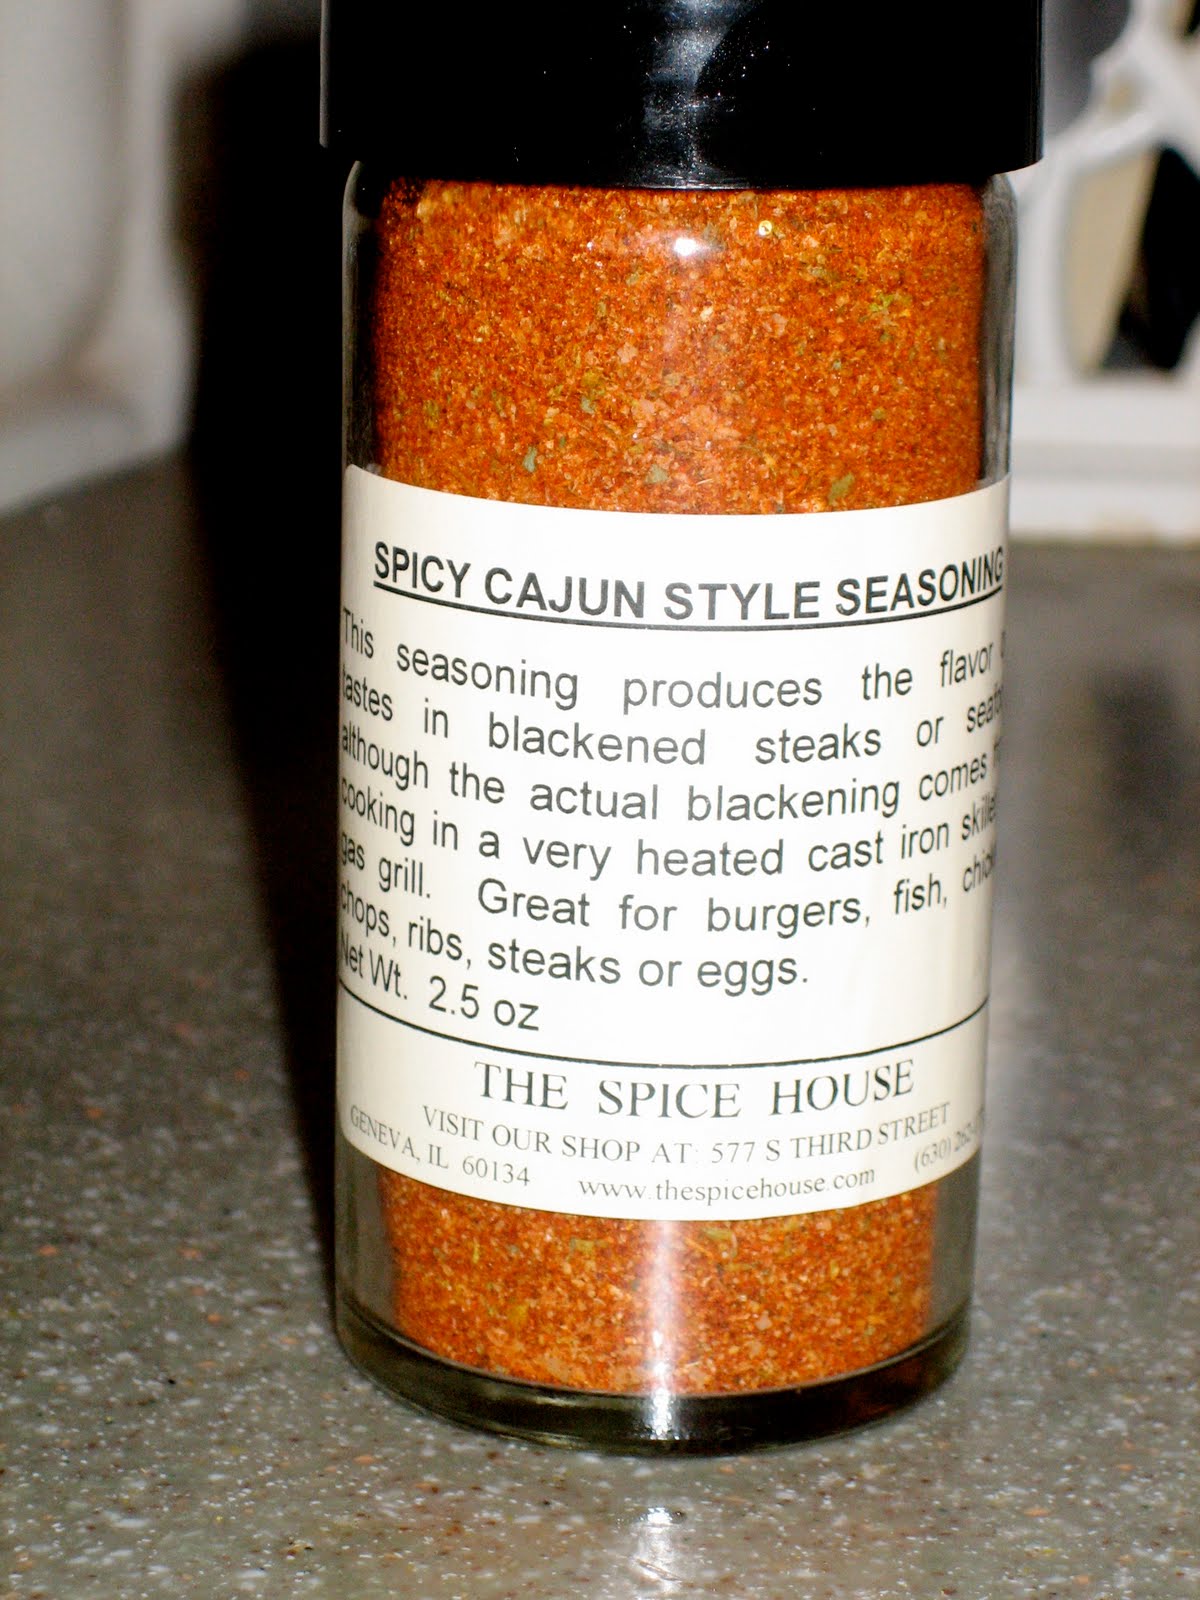 SPICY CAJUN STYLE SEASONING
This seasoning produces the flavor
tastes in blackened steaks or
although the actual blackening comes
cooking in a very heated cast iron
gas grill. Great for burgers, fish,
chops, ribs, steaks or eggs.
Net Wt. 2.5 oz
THE SPICE HOUSE
VISIT OUR SHOP AT: 577 S THIRD STREET
GENEVA, IL 60134 www.thespicehouse.com (630)